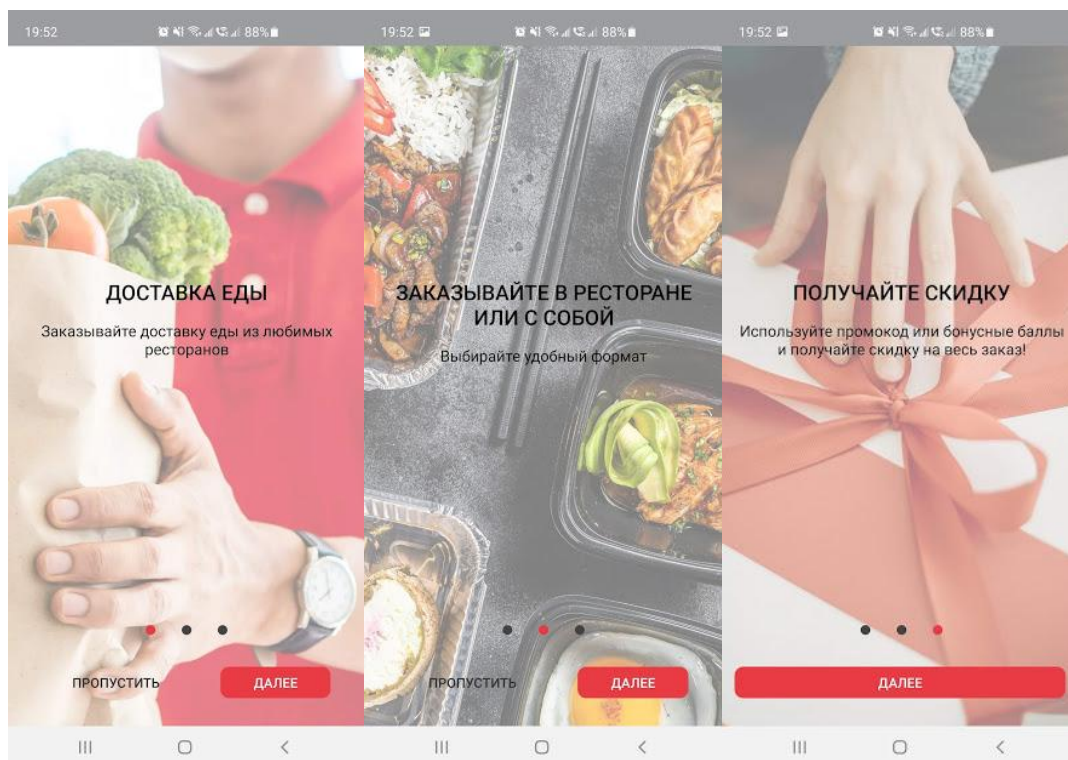 19:52
88%
ДОСТАВКА ЕДЫ
Заказывайте доставку еды из любимых
ресторанов
ПРОПУСТИТЬ
ДАЛЕЕ
19:52
88%
ЗАКАЗЫВАЙТЕ В РЕСТОРАНЕ
ИЛИ С СОБОЙ
Выбирайте удобный формат
ПРОПУСТИТЬ
ДАЛЕЕ
19:52
88%
ПОЛУЧАЙТЕ СКИДКУ
Используйте промокод или бонусные баллы
и получайте скидку на весь заказ!
ДАЛЕЕ